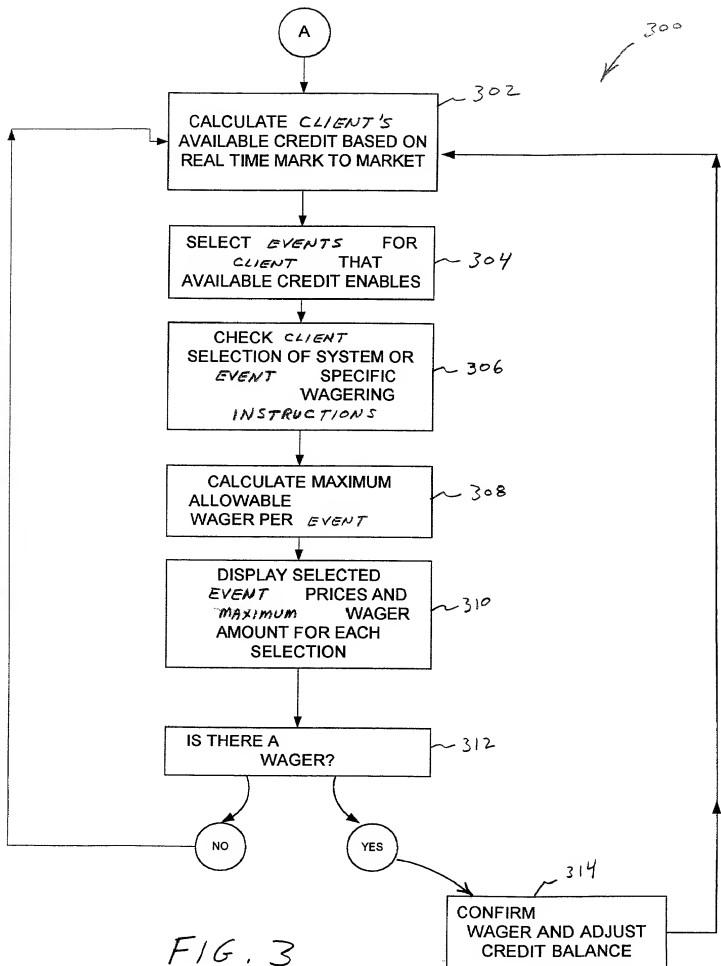 A
300
302
CALCULATE CLIENT'S
AVAILABLE CREDIT BASED ON
REAL TIME MARK TO MARKET
SELECT EVENTS FOR
CLIENT THAT
AVAILABLE CREDIT ENABLES
304
CHECK CLIENT
SELECTION OF SYSTEM OR
EVENT SPECIFIC
WAGERING
INSTRUCTIONS
306
CALCULATE MAXIMUM
ALLOWABLE
WAGER PER EVENT
308
DISPLAY SELECTED
EVENT PRICES AND
MAXIMUM WAGER
AMOUNT FOR EACH
SELECTION
310
IS THERE A
WAGER?
312
NO
YES
314
CONFIRM
WAGER AND ADJUST
CREDIT BALANCE
FIG. 3